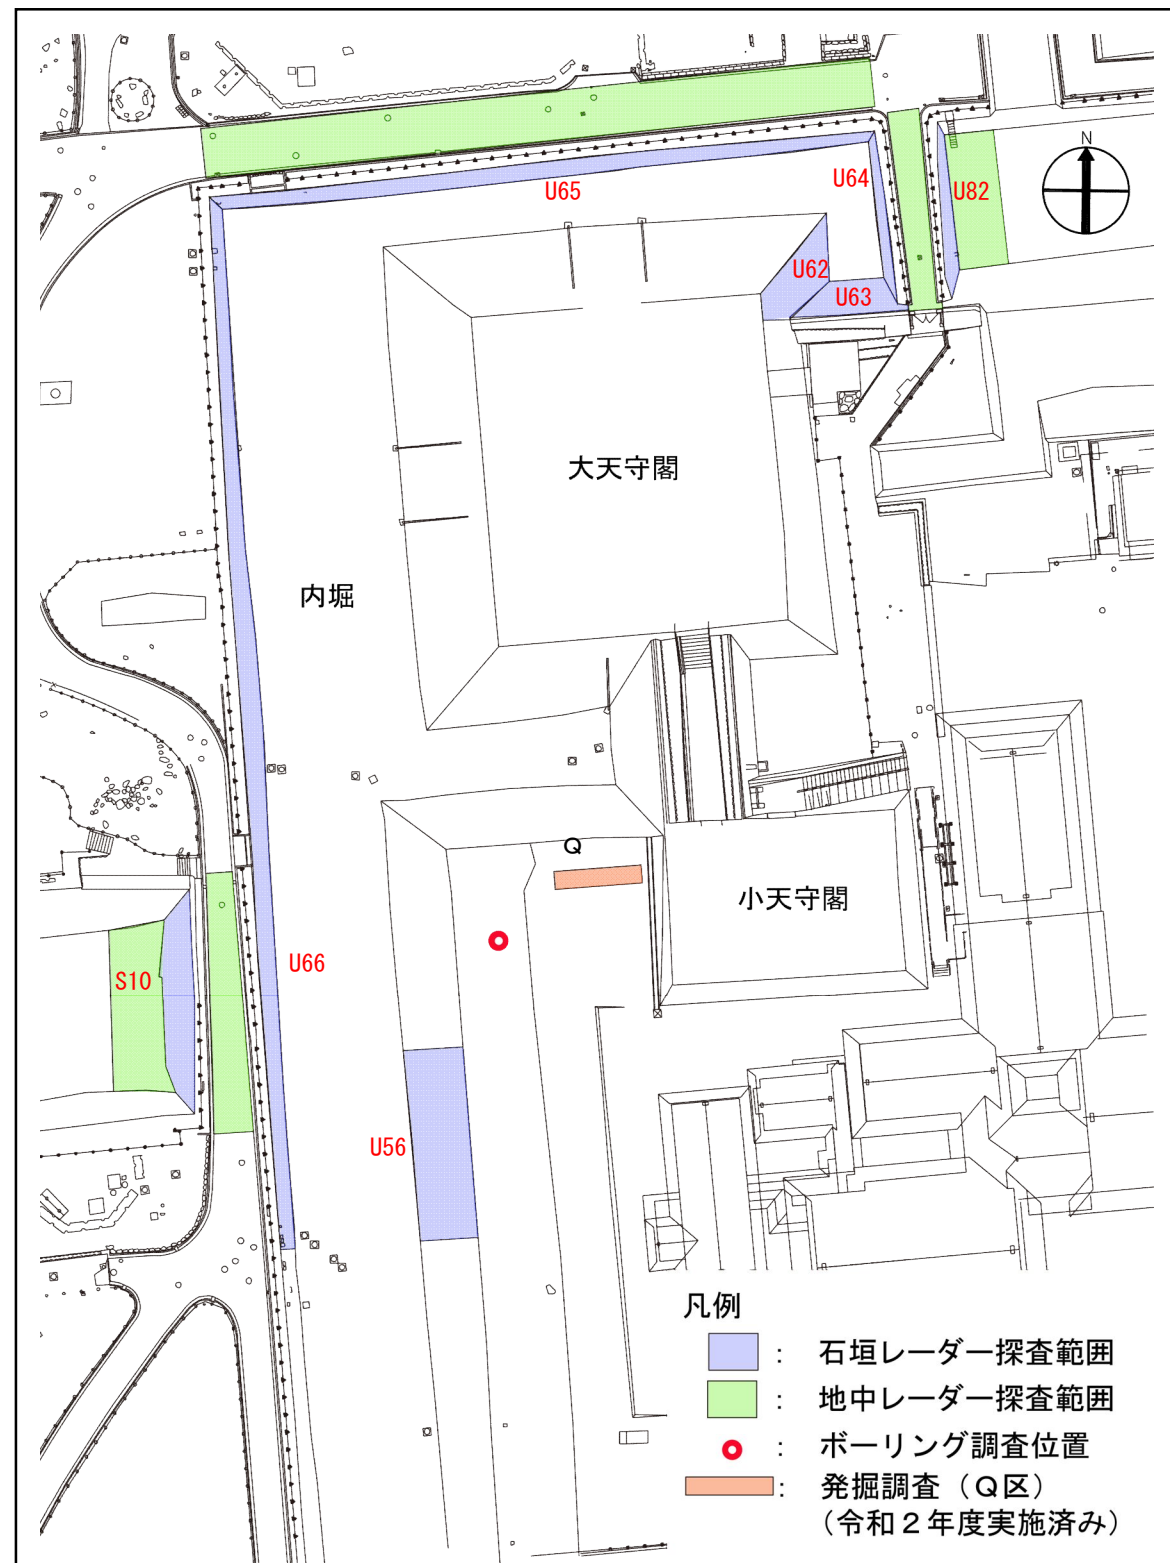 N
U65
U64
U82
U62
U63
大天守閣
内堀
Q
小天守閣
U66
S10
U56
凡例
： 石垣レーダー探査範囲
： 地中レーダー探査範囲
： ボーリング調査位置
： 発掘調査（Ｑ区）
（令和２年度実施済み）